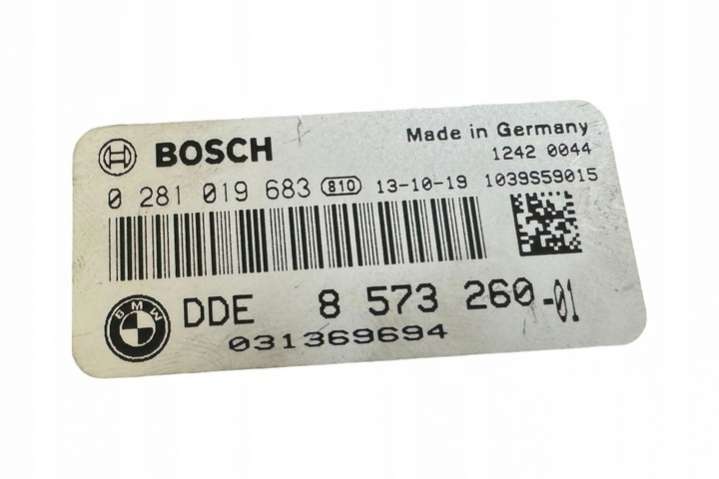 BOSCH
Made in Germany
1242 0044
0 281 019 683 810 13-10-19 1039S59015
BMW DDE 8 573 260-01
031369694